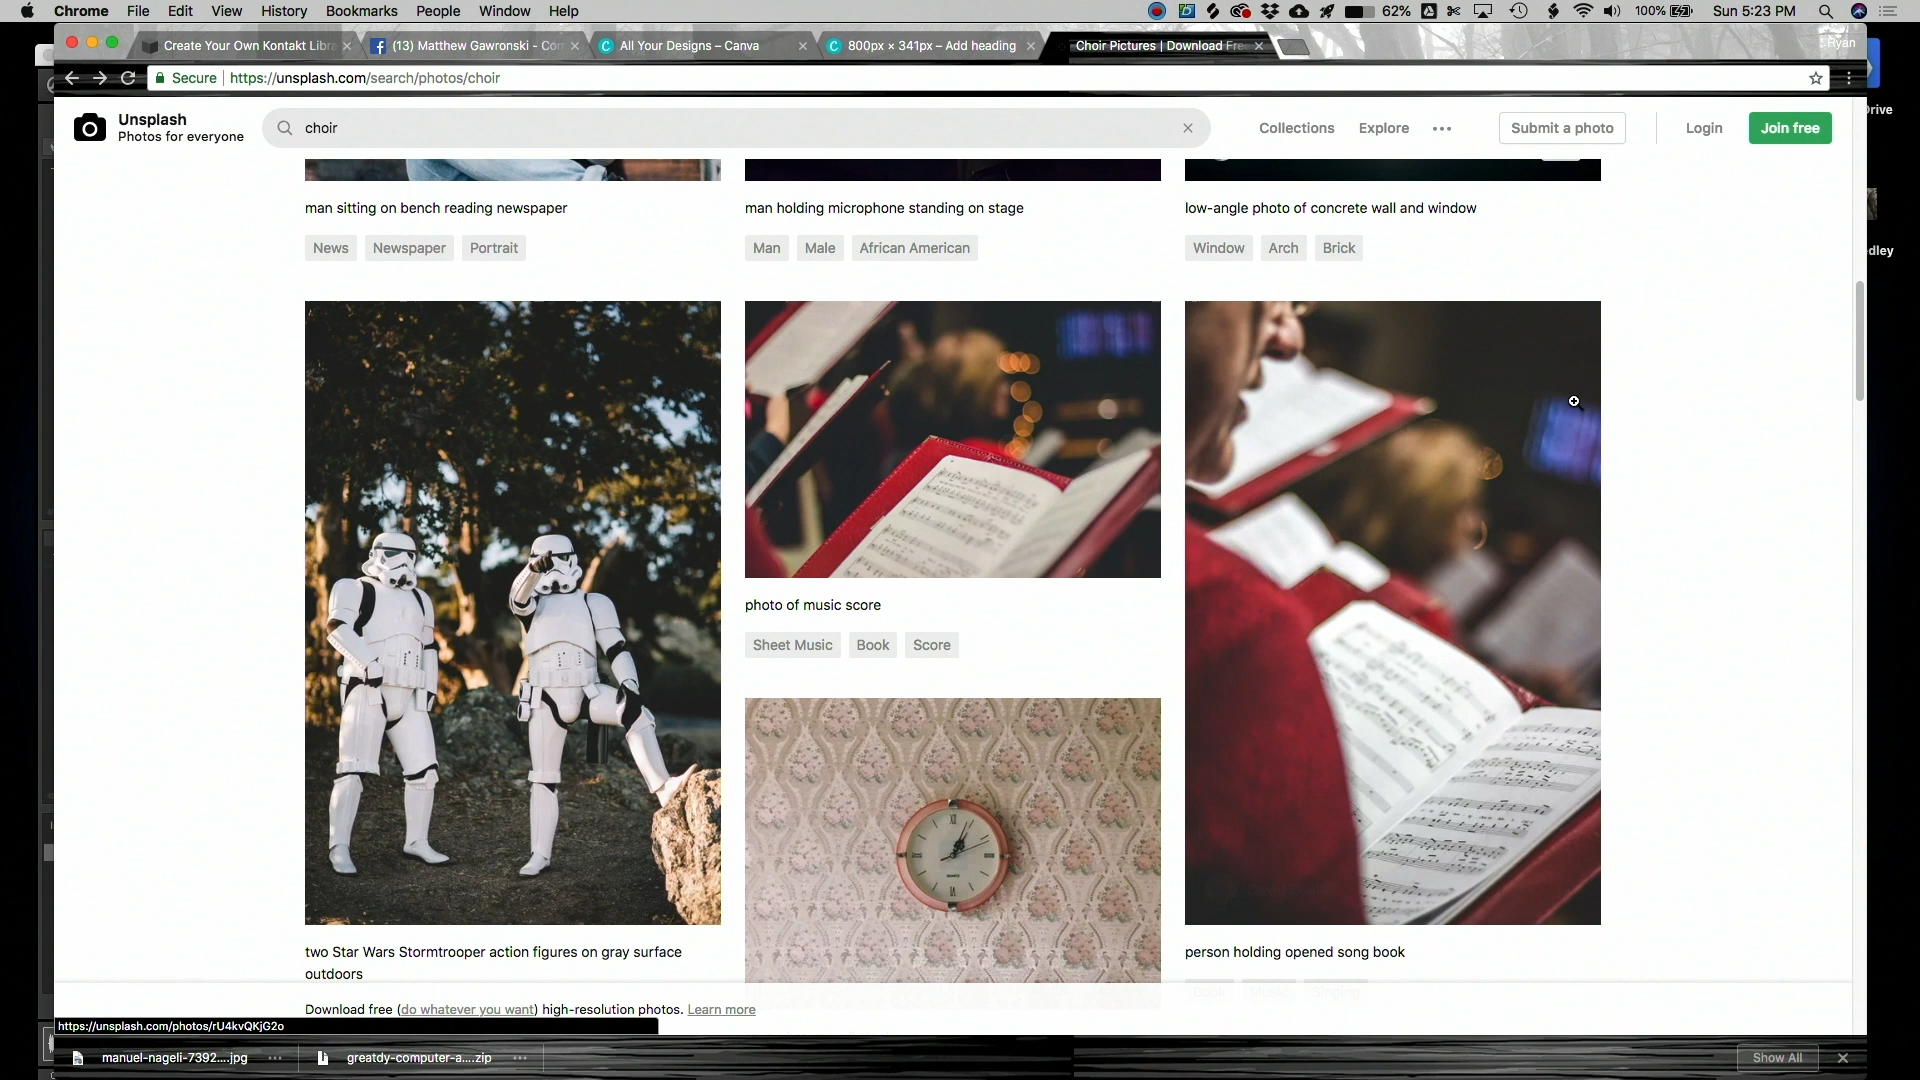 Chrome File Edit View History Bookmarks People Window Help
62% 100% Sun 5:23 PM
Create Your Own Kontakt Libra
(13) Matthew Gawronski - Con
All Your Designs – Canva
800px × 341px – Add heading
Choir Pictures | Download Fre
Ryan
Secure https://unsplash.com/search/photos/choir
Drive
Unsplash
Photos for everyone
choir
Collections Explore Submit a photo Login Join free
man sitting on bench reading newspaper
News Newspaper Portrait
man holding microphone standing on stage
Man Male African American
low-angle photo of concrete wall and window
Window Arch Brick
dley
photo of music score
Sheet Music Book Score
two Star Wars Stormtrooper action figures on gray surface
outdoors
person holding opened song book
Book Music Singing
Download free (do whatever you want) high-resolution photos. Learn more
https://unsplash.com/photos/rU4kvQKjG2o
manuel-nageli-7392....jpg
greatdy-computer-a....zip
Show All